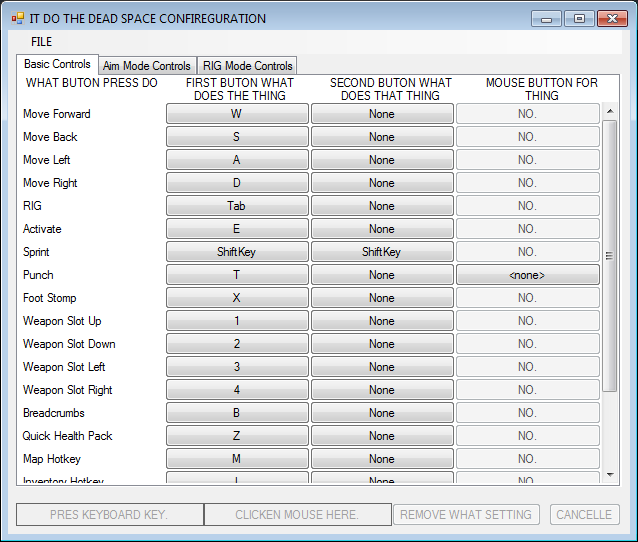 IT DO THE DEAD SPACE CONFIREGURATION
FILE
Basic Controls Aim Mode Controls RIG Mode Controls
WHAT BUTON PRESS DO FIRST BUTON WHAT DOES THE THING SECOND BUTON WHAT DOES THAT THING MOUSE BUTTON FOR THING
Move Forward W None NO.
Move Back S None NO.
Move Left A None NO.
Move Right D None NO.
RIG Tab None NO.
Activate E None NO.
Sprint ShiftKey ShiftKey NO.
Punch T None <none>
Foot Stomp X None NO.
Weapon Slot Up 1 None NO.
Weapon Slot Down 2 None NO.
Weapon Slot Left 3 None NO.
Weapon Slot Right 4 None NO.
Breadcrumbs B None NO.
Quick Health Pack Z None NO.
Map Hotkey M None NO.
Inventory Hotkey I None NO.
PRES KEYBOARD KEY. CLICKEN MOUSE HERE. REMOVE WHAT SETTING CANCELLE